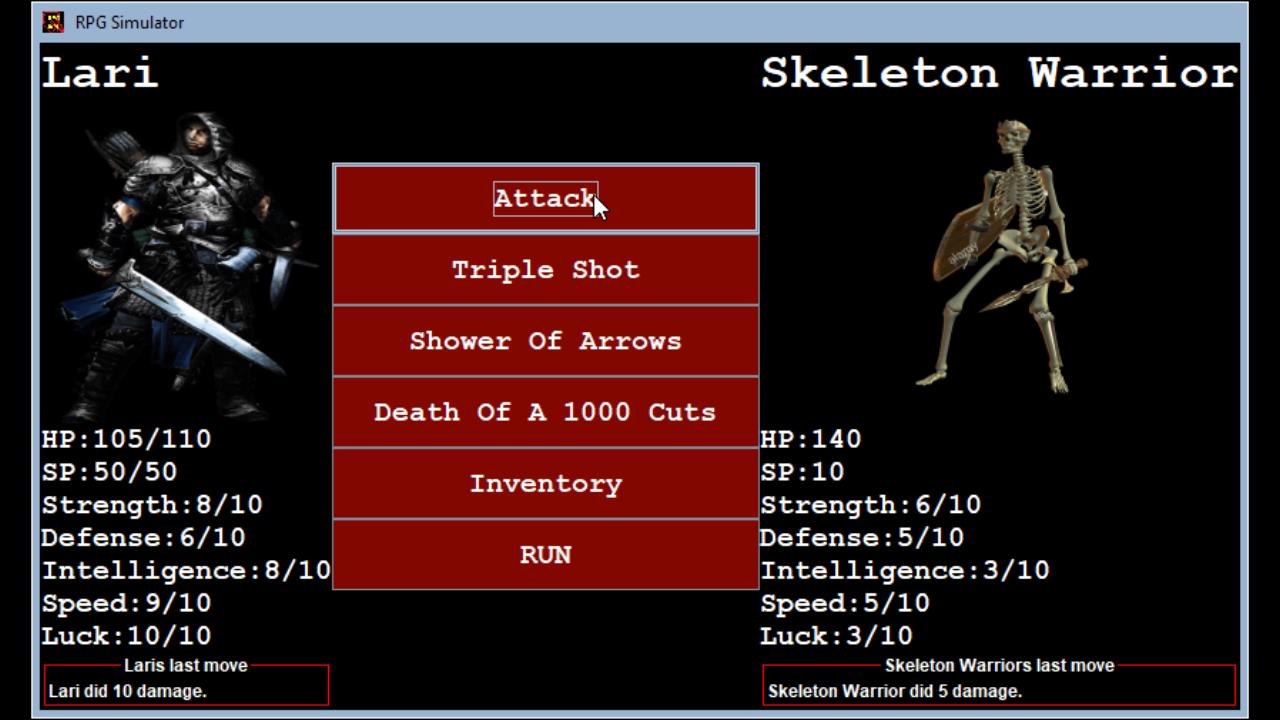 RPG Simulator
Lari
Skeleton Warrior
Attack
Triple Shot
Shower Of Arrows
Death Of A 1000 Cuts
Inventory
RUN
HP:105/110
SP:50/50
Strength:8/10
Defense:6/10
Intelligence:8/10
Speed:9/10
Luck:10/10
Laris last move
Lari did 10 damage.
alamy
HP:140
SP:10
Strength:6/10
Defense:5/10
Intelligence:3/10
Speed:5/10
Luck:3/10
Skeleton Warriors last move
Skeleton Warrior did 5 damage.